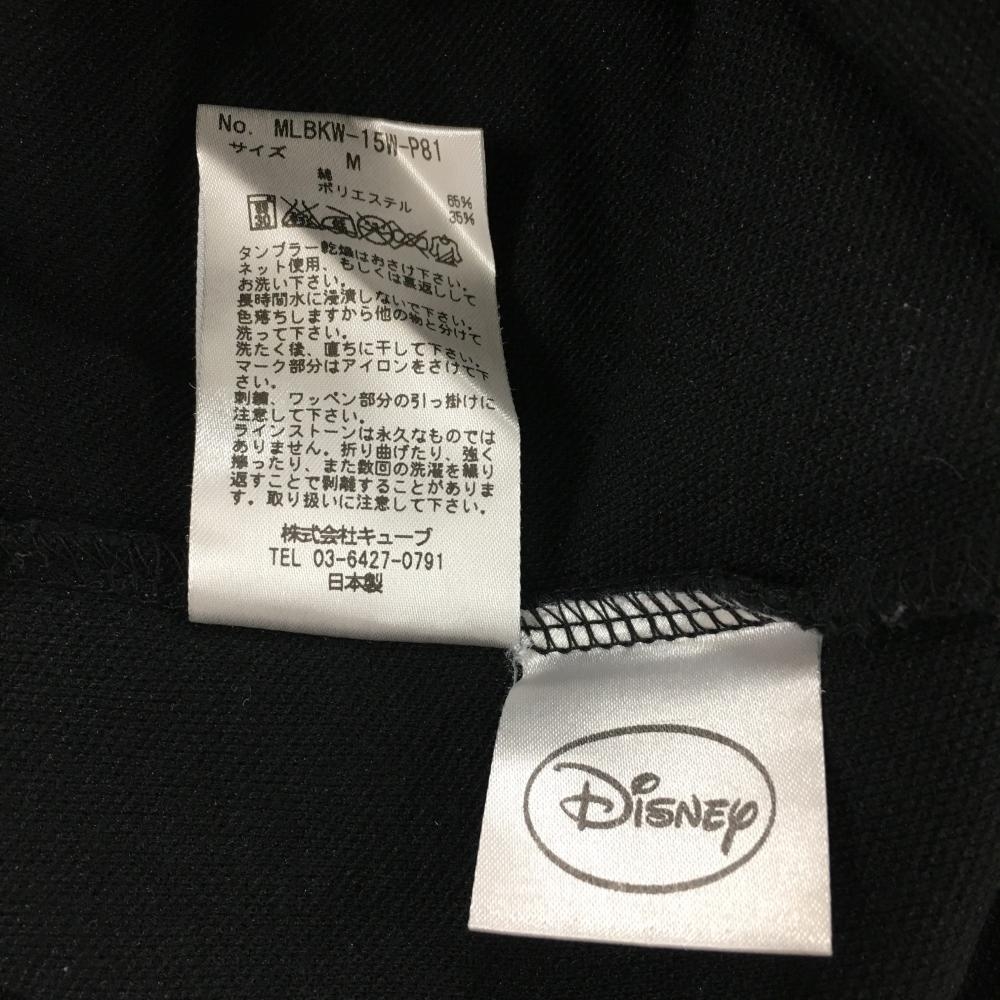 No. MLBKW-15W-P81
サイズ M
綿 65%
ポリエステル 35%
30
タンブラー乾燥はおさけ下さい。
ネット使用、もしくは裏返しして
お洗い下さい。
長時間水に浸漬しないで下さい。
色落ちしますから他の物と分けて
洗って下さい。
洗たく後、直ちに干して下さい。
マーク部分はアイロンをさけて下
さい。
刺繍、ワッペン部分の引っ掛けに
注意して下さい。
ラインストーンは永久なものでは
ありません。折り曲げたり、強く
擦ったり、また数回の洗濯を繰り
返すことで剥離することがありま
す。取り扱いに注意して下さい。
株式会社キューブ
TEL 03-6427-0791
日本製
Disney